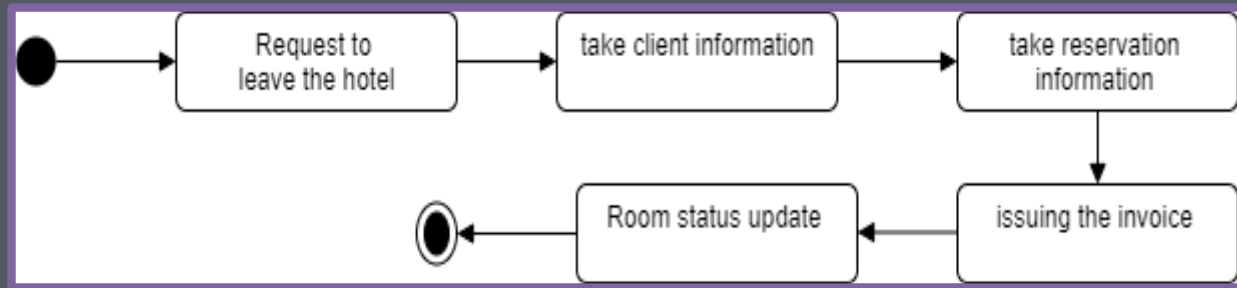 Request to
leave the hotel
take client information
take reservation
information
issuing the invoice
Room status update